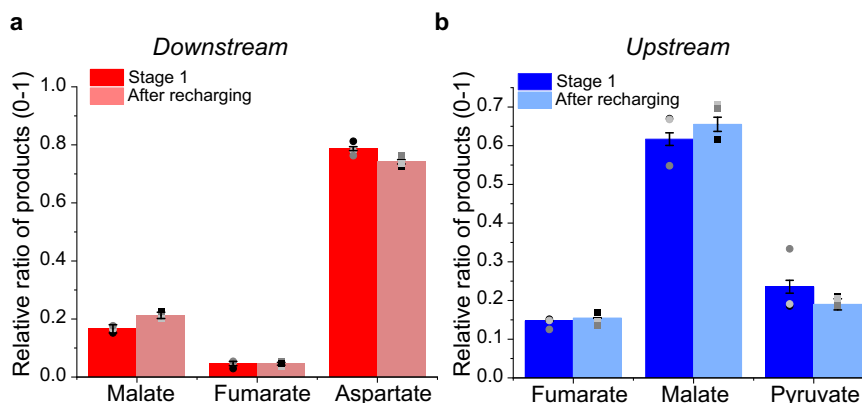 a
Downstream
Relative ratio of products (0-1)
Stage 1
After recharging
1.0
0.8
0.6
0.4
0.2
0.0
Malate Fumarate Aspartate
b
Upstream
Relative ratio of products (0-1)
Stage 1
After recharging
0.7
0.6
0.5
0.4
0.3
0.2
0.1
0.0
Fumarate Malate Pyruvate